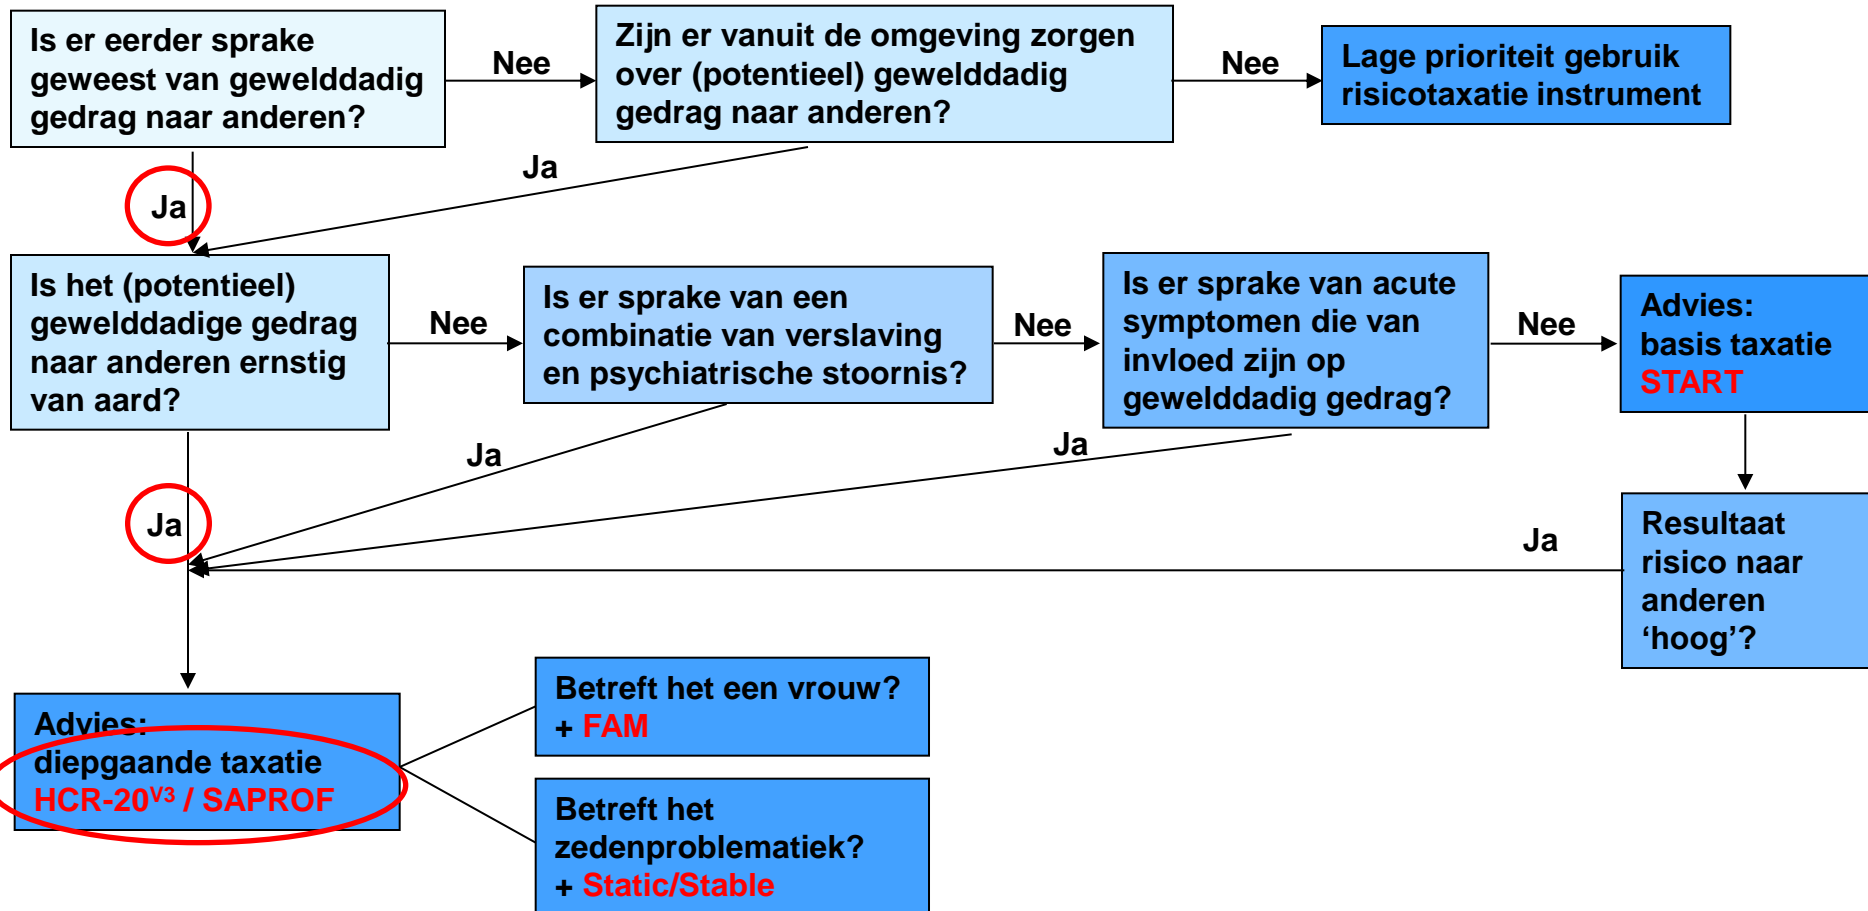 Is er eerder sprake
geweest van gewelddadig
gedrag naar anderen?
Nee
Zijn er vanuit de omgeving zorgen
over (potentieel) gewelddadig
gedrag naar anderen?
Nee
Lage prioriteit gebruik
risicotaxatie instrument
Ja
Ja
Is het (potentieel)
gewelddadige gedrag
naar anderen ernstig
van aard?
Nee
Is er sprake van een
combinatie van verslaving
en psychiatrische stoornis?
Nee
Is er sprake van acute
symptomen die van
invloed zijn op
gewelddadig gedrag?
Nee
Advies:
basis taxatie
START
Ja
Ja
Ja
Ja
Resultaat
risico naar
anderen
‘hoog’?
Advies:
diepgaande taxatie
HCR-20V3 / SAPROF
Betreft het een vrouw?
+ FAM
Betreft het
zedenproblematiek?
+ Static/Stable